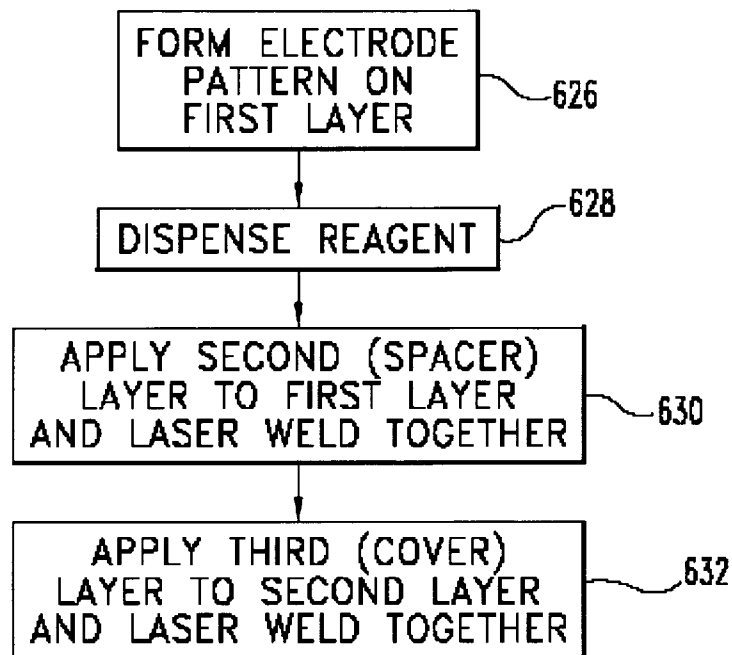 FORM ELECTRODE
PATTERN ON
FIRST LAYER
626
DISPENSE REAGENT
628
APPLY SECOND (SPACER)
LAYER TO FIRST LAYER
AND LASER WELD TOGETHER
630
APPLY THIRD (COVER)
LAYER TO SECOND LAYER
AND LASER WELD TOGETHER
632